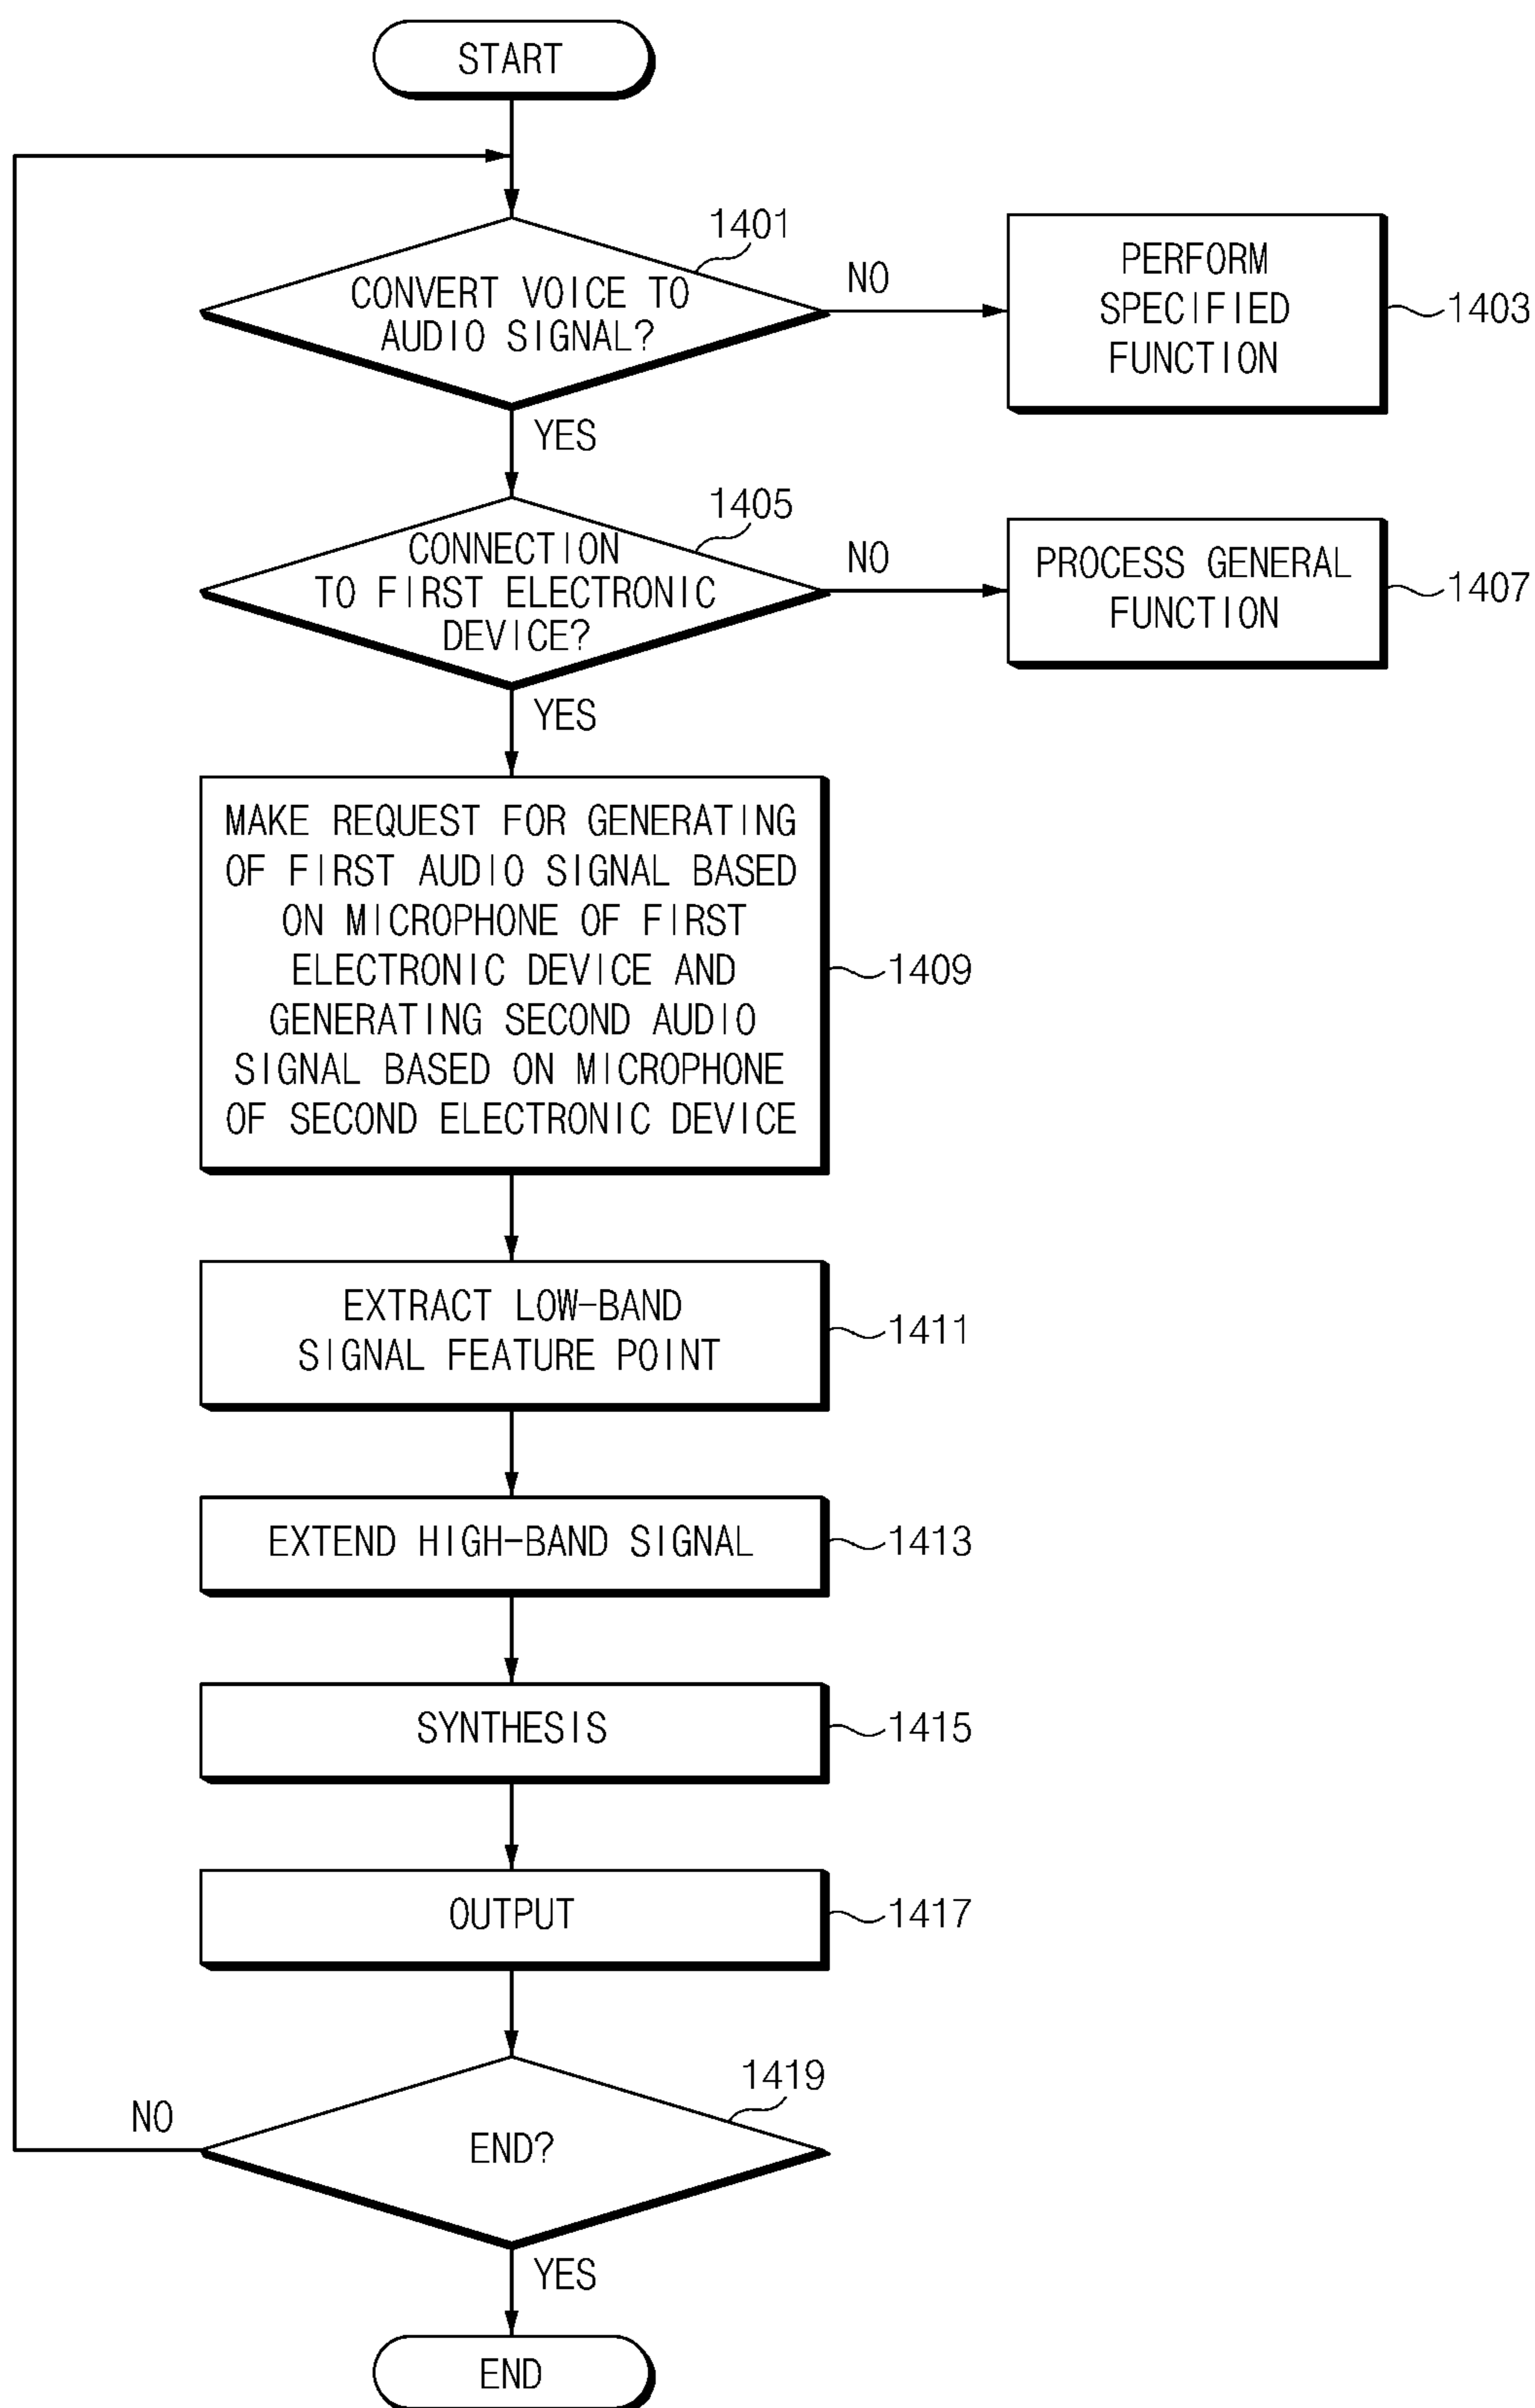 START
1401
CONVERT VOICE TO
AUDIO SIGNAL?
NO
PERFORM
SPECIFIED
FUNCTION
1403
YES
1405
CONNECTION
TO FIRST ELECTRONIC
DEVICE?
NO
PROCESS GENERAL
FUNCTION
1407
YES
MAKE REQUEST FOR GENERATING
OF FIRST AUDIO SIGNAL BASED
ON MICROPHONE OF FIRST
ELECTRONIC DEVICE AND
GENERATING SECOND AUDIO
SIGNAL BASED ON MICROPHONE
OF SECOND ELECTRONIC DEVICE
1409
EXTRACT LOW-BAND
SIGNAL FEATURE POINT
1411
EXTEND HIGH-BAND SIGNAL
1413
SYNTHESIS
1415
OUTPUT
1417
1419
END?
NO
YES
END